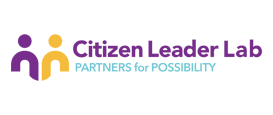 Citizen Leader Lab
PARTNERS for POSSIBILITY